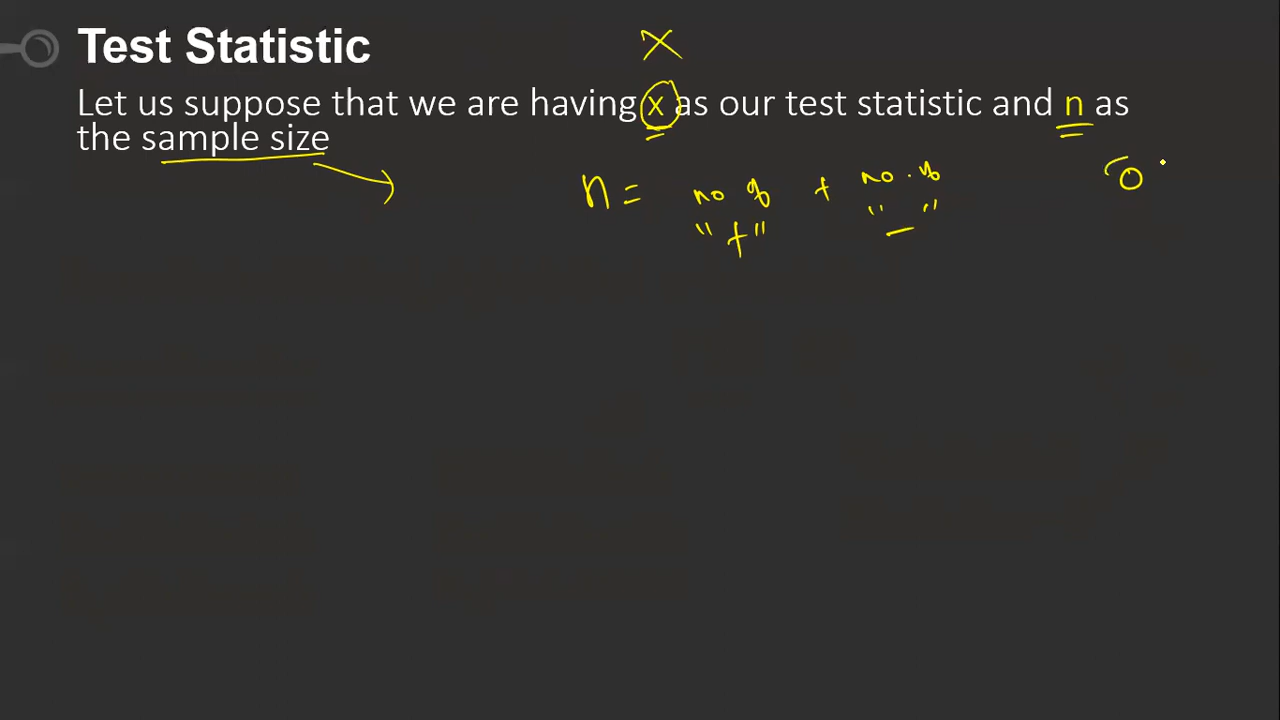 Test Statistic
x
Let us suppose that we are having x as our test statistic and n as
the sample size
n = no of + no. of
"+" "-"
0